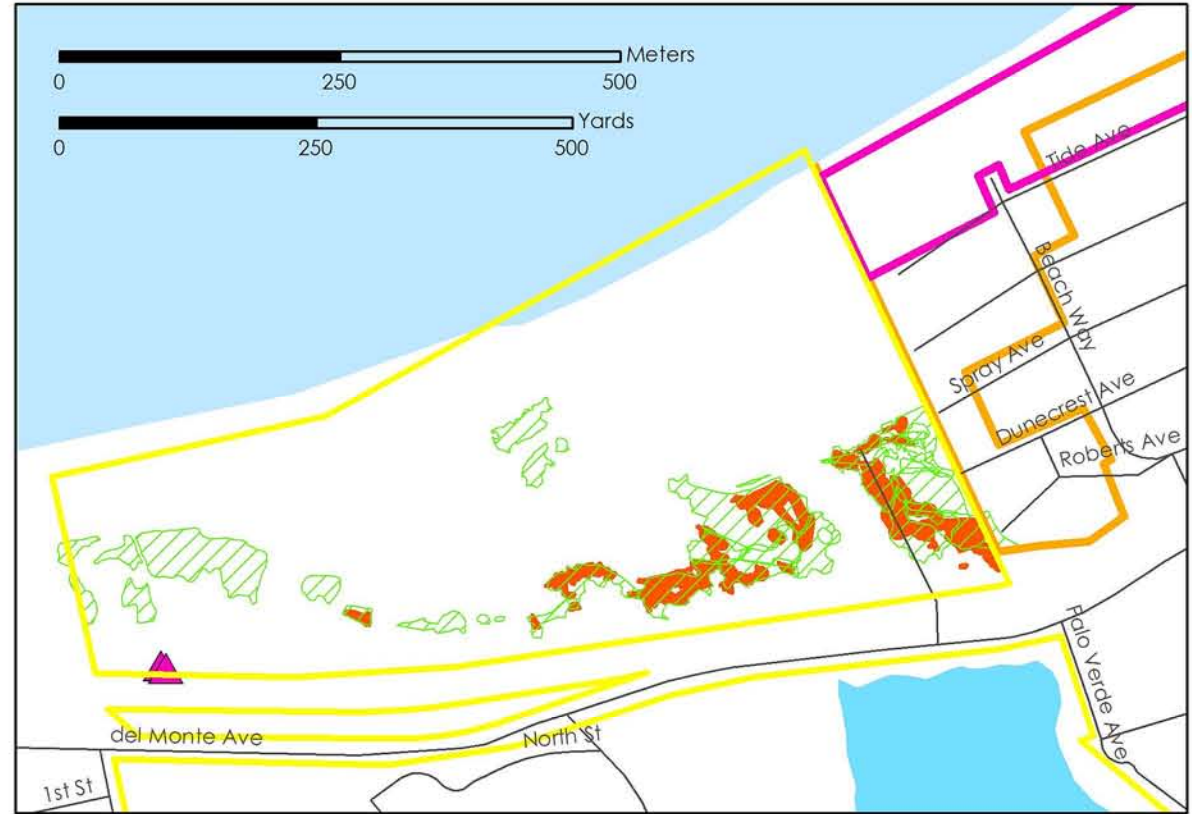 Meters
0 250 500
Yards
0 250 500
Tide Ave
Beach Way
Spray Ave
Dunecrest Ave
Roberts Ave
Palo Verde Ave
del Monte Ave
North St
1st St